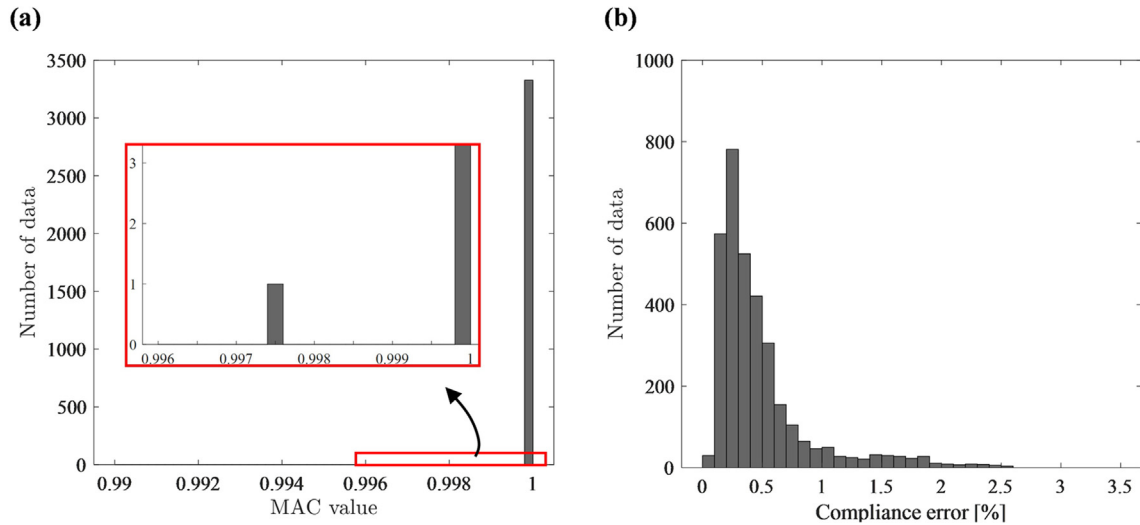 (a)
(b)
3500
3000
2500
2000
1500
1000
500
0
Number of data
3
2
1
0
0.996 0.997 0.998 0.999 1
0.99 0.992 0.994 0.996 0.998 1
MAC value
1000
800
600
400
200
0
Number of data
0 0.5 1 1.5 2 2.5 3 3.5
Compliance error [%]